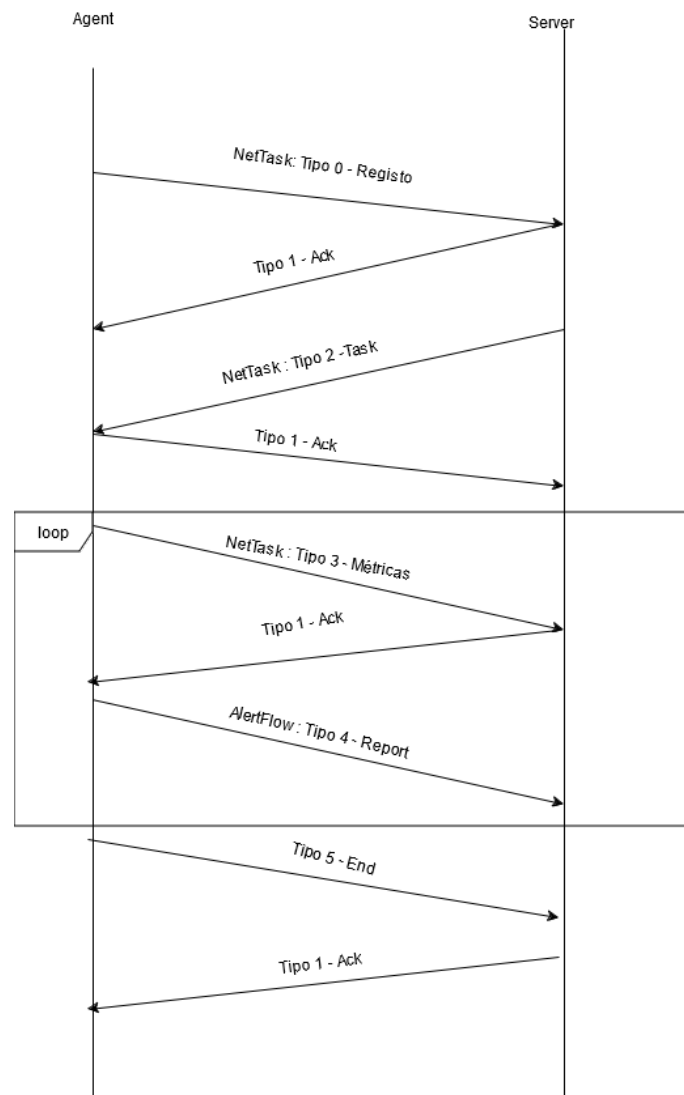 Agent
Server
NetTask: Tipo 0 - Registo
Tipo 1 - Ack
NetTask : Tipo 2 -Task
Tipo 1 - Ack
loop
NetTask : Tipo 3 - Métricas
Tipo 1 - Ack
AlertFlow : Tipo 4 - Report
Tipo 5 - End
Tipo 1 - Ack